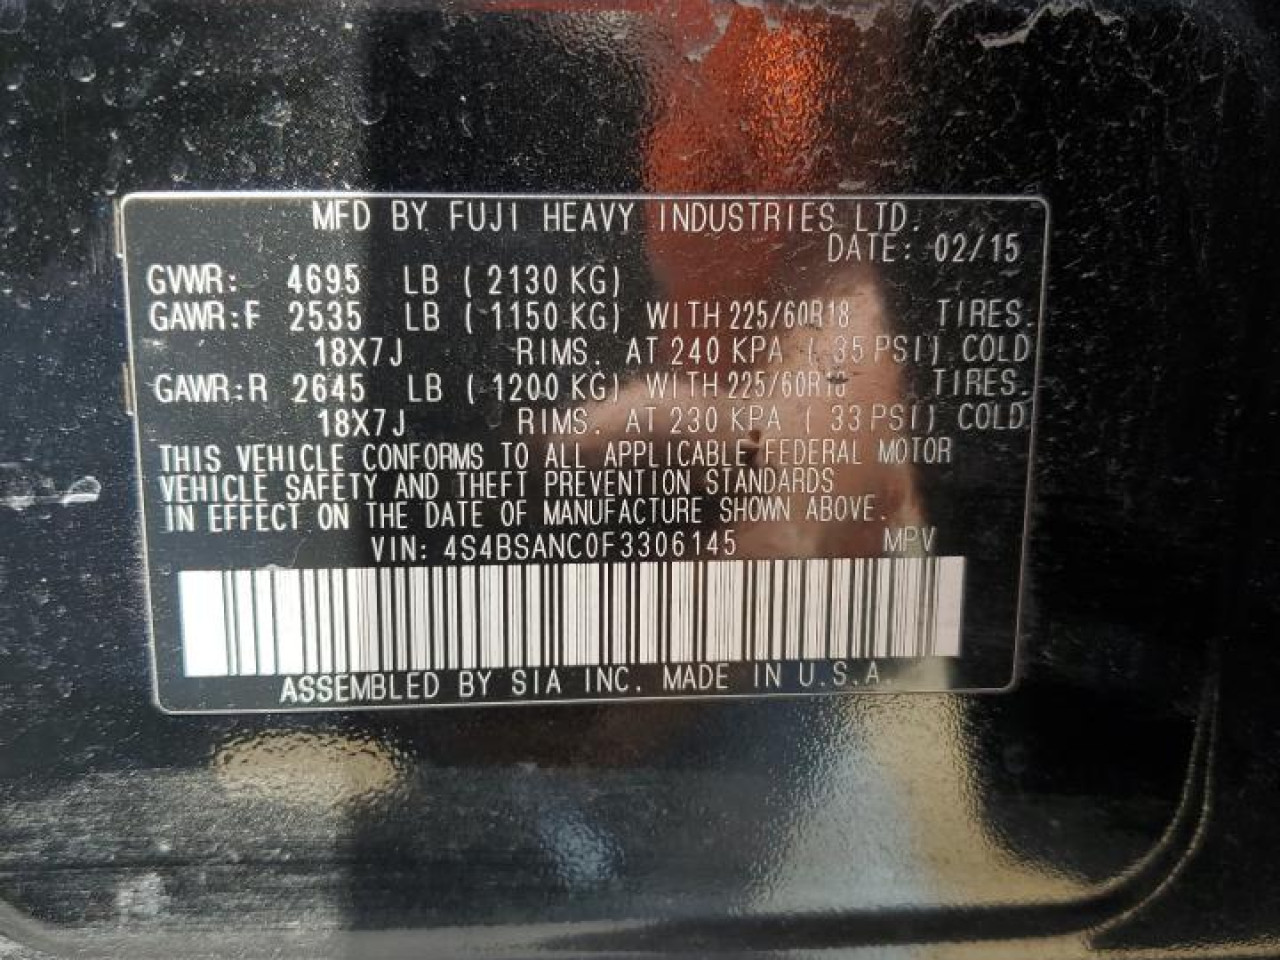 MFD BY FUJI HEAVY INDUSTRIES LTD.
DATE: 02/15
GVWR: 4695 LB ( 2130 KG)
GAWR:F 2535 LB ( 1150 KG) WITH 225/60R18 TIRES.
18X7J RIMS. AT 240 KPA ( 35 PSI) COLD
GAWR:R 2645 LB ( 1200 KG) WITH 225/60R18 TIRES.
18X7J RIMS. AT 230 KPA ( 33 PSI) COLD
THIS VEHICLE CONFORMS TO ALL APPLICABLE FEDERAL MOTOR
VEHICLE SAFETY AND THEFT PREVENTION STANDARDS
IN EFFECT ON THE DATE OF MANUFACTURE SHOWN ABOVE.
VIN: 4S4BSANC0F3306145 MPV
ASSEMBLED BY SIA INC. MADE IN U.S.A.